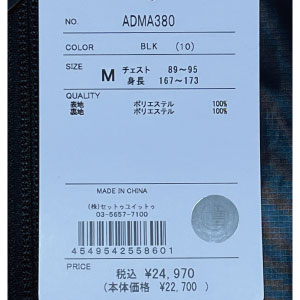 NO. ADMA380
COLOR BLK (10)
SIZE M チェスト 89〜95
身長 167〜173
QUALITY
表地 ポリエステル 100%
裏地 ポリエステル 100%
MADE IN CHINA
(株)セットゥユイットゥ
03-5657-7100
4549542558601
PRICE
税込 ¥24,970
(本体価格 ¥22,700)